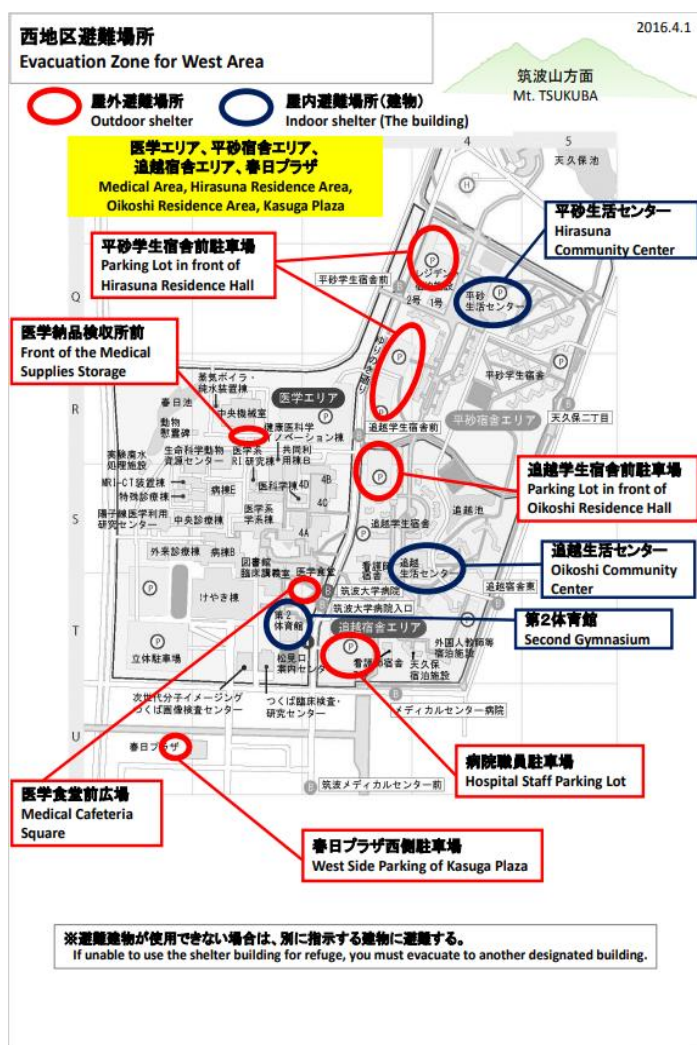 西地区避難場所
Evacuation Zone for West Area
2016.4.1
筑波山方面
Mt. TSUKUBA
屋外避難場所
Outdoor shelter
屋内避難場所(建物)
Indoor shelter (The building)
医学エリア、平砂宿舎エリア、
追越宿舎エリア、春日プラザ
Medical Area, Hirasuna Residence Area,
Oikoshi Residence Area, Kasuga Plaza
4
5
天久保池
H
平砂生活センター
Hirasuna
Community Center
平砂学生宿舎前駐車場
Parking Lot in front of
Hirasuna Residence Hall
平砂学生宿舎前
P
2号 1号
平砂
生活センター
P
Q
医学納品検収所前
Front of the Medical
Supplies Storage
ゆりのき通り
P
平砂学生宿舎
P
蒸気ボイラ・
医学エリア
春日池
中央機械室
P
平砂宿舎エリア
天久保二丁目
R
動物
慰霊碑
健康医科学
イノベーション棟
追越学生宿舎前
実験廃水
処理施設
生命科学動物
資源センター
医学系
RI研究棟
共同利
用棟B
追越学生宿舎前駐車場
Parking Lot in front of
Oikoshi Residence Hall
P
MRI-CT装置棟
特殊診療棟
病棟E
医科学棟
4D
4B
4C
追越池
陽子線医学利用
研究センター
中央診療棟
医学系
学系棟
追越学生宿舎
S
4A
外来診療棟
病棟B
図書館
臨床講義室
医学食堂
追越
生活センター
追越生活センター
Oikoshi Community
Center
追越宿舎東
P
けやき棟
筑波大学病院
筑波大学病院入口
第2
体育館
第2体育館
Second Gymnasium
T
追越宿舎エリア
P
立体駐車場
松見口
案内センター
P
看護師宿舎
外国人教師等
宿泊施設
天久保
宿泊施設
次世代分子イメージング
つくば画像検査センター
つくば臨床検査・
研究センター
メディカルセンター病院
U
春日プラザ
病院職員駐車場
Hospital Staff Parking Lot
医学食堂前広場
Medical Cafeteria
Square
筑波メディカルセンター前
春日プラザ西側駐車場
West Side Parking of Kasuga Plaza
※避難建物が使用できない場合は、別に指示する建物に避難する。
If unable to use the shelter building for refuge, you must evacuate to another designated building.